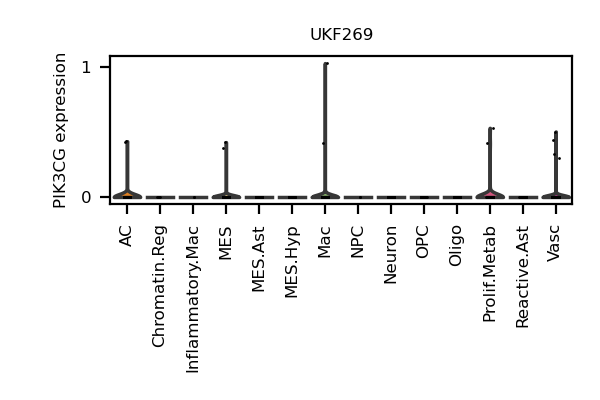 UKF269
PIK3CG expression
1
0
AC
Chromatin.Reg
Inflammatory.Mac
MES
MES.Ast
MES.Hyp
Mac
NPC
Neuron
OPC
Oligo
Prolif.Metab
Reactive.Ast
Vasc